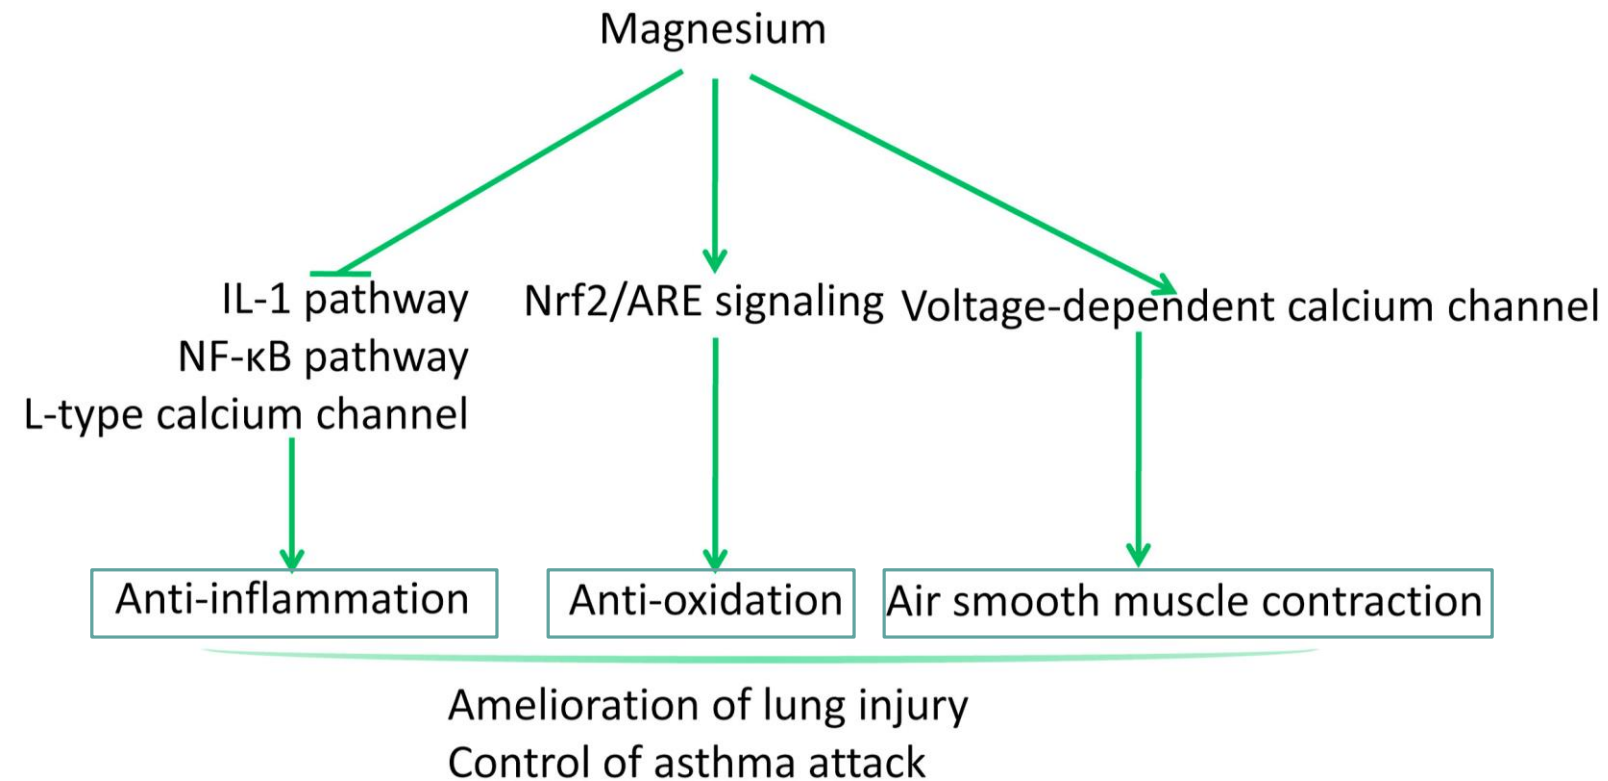 Magnesium
IL-1 pathway
NF-κB pathway
L-type calcium channel
Nrf2/ARE signaling
Voltage-dependent calcium channel
Anti-inflammation
Anti-oxidation
Air smooth muscle contraction
Amelioration of lung injury
Control of asthma attack